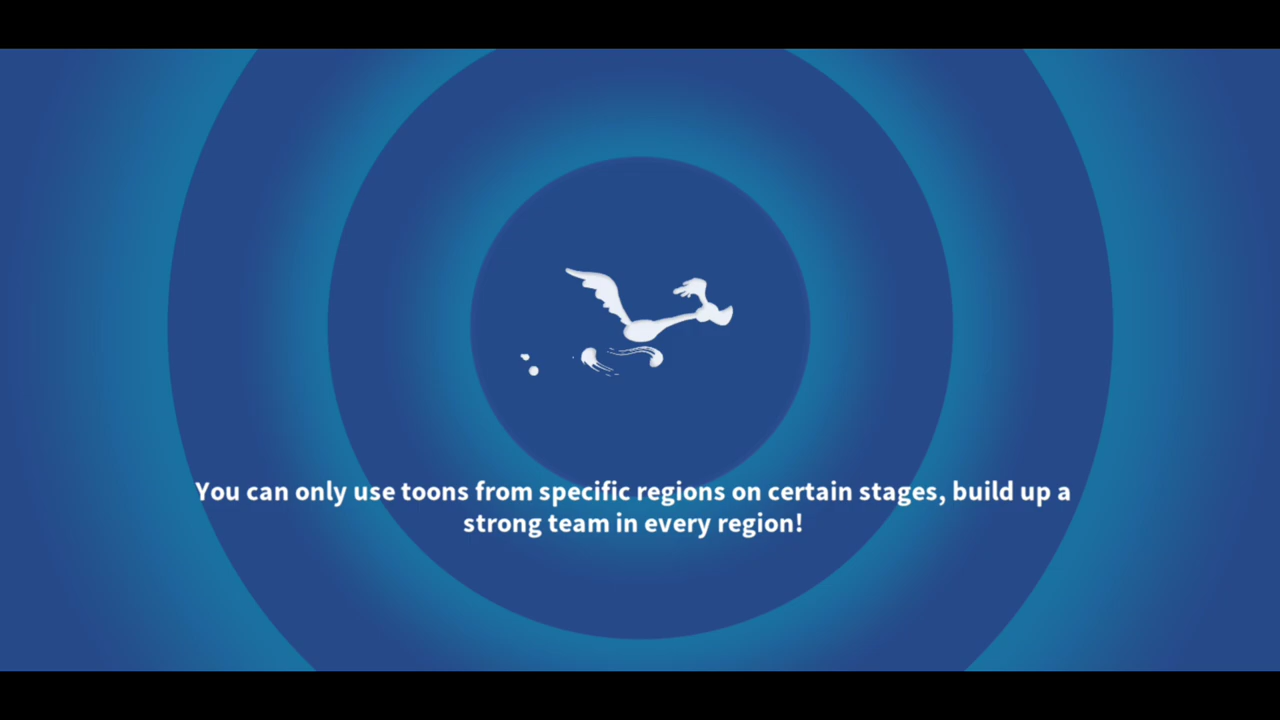 You can only use toons from specific regions on certain stages, build up a
strong team in every region!